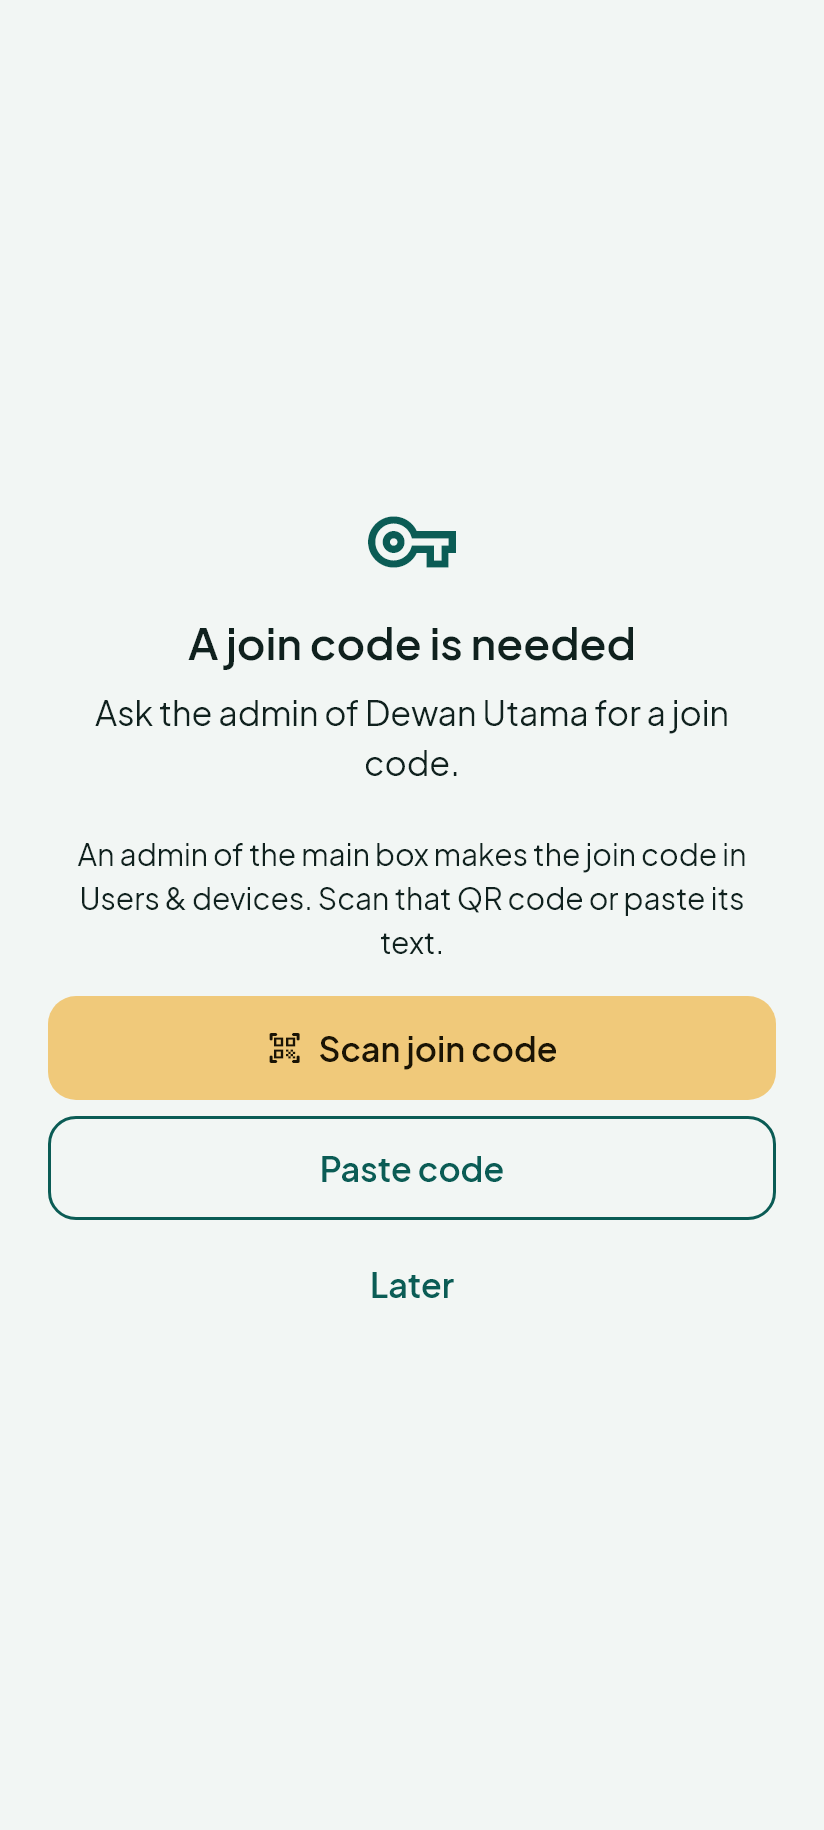 A join code is needed
Ask the admin of Dewan Utama for a join
code.
An admin of the main box makes the join code in
Users & devices. Scan that QR code or paste its
text.
Scan join code
Paste code
Later